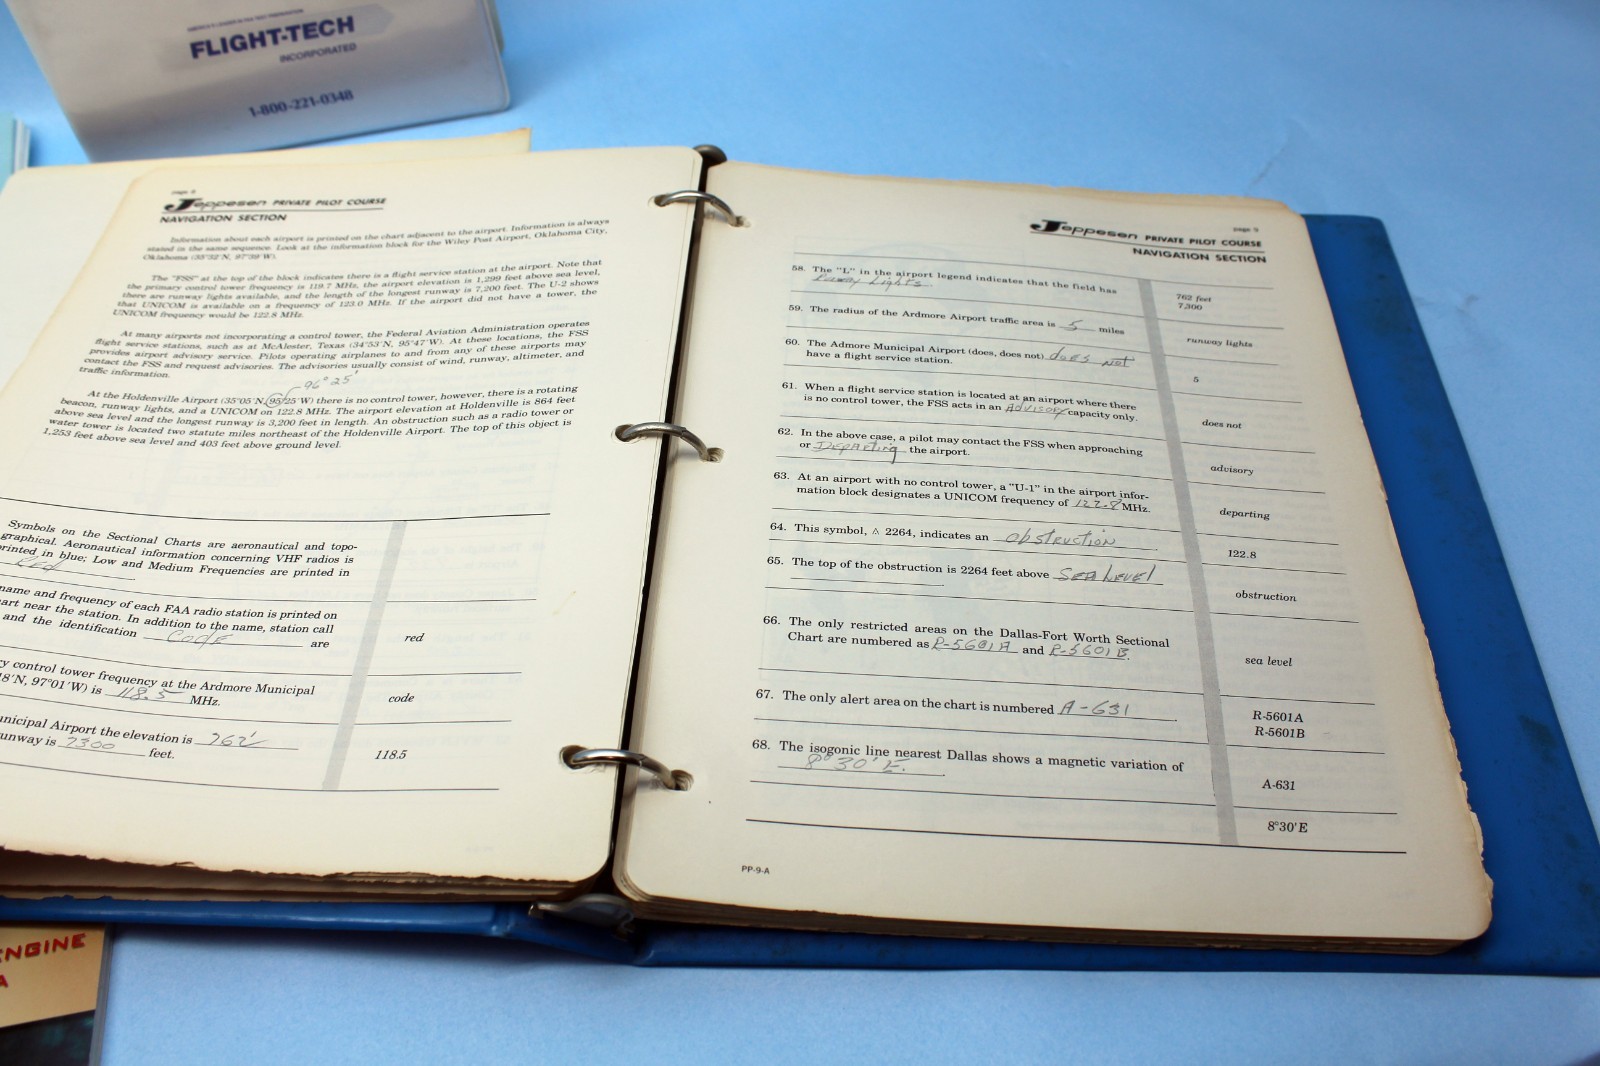 FLIGHT-TECH
INCORPORATED
1-800-221-0348
Jeppesen PRIVATE PILOT COURSE
NAVIGATION SECTION
Information about each airport is printed on the chart adjacent to the airport. Information is always
stated in the same sequence. Look at the information block for the Wiley Post Airport, Oklahoma City,
Oklahoma (35°32'N, 97°39'W).
The "FSS" at the top of the block indicates there is a flight service station at the airport. Note that
the primary control tower frequency is 119.7 MHz, the airport elevation is 1,299 feet above sea level,
there are runway lights available, and the length of the longest runway is 7,200 feet. The U-2 shows
that UNICOM is available on a frequency of 123.0 MHz. If the airport did not have a tower, the
UNICOM frequency would be 122.8 MHz.
At many airports not incorporating a control tower, the Federal Aviation Administration operates
flight service stations, such as at McAlester, Texas (34°53'N, 95°47'W). At these locations, the FSS
provides airport advisory service. Pilots operating airplanes to and from any of these airports may
contact the FSS and request advisories. The advisories usually consist of wind, runway, altimeter, and
traffic information.
96° 25'
At the Holdenville Airport (35°05'N, 95°25'W) there is no control tower, however, there is a rotating
beacon, runway lights, and a UNICOM on 122.8 MHz. The airport elevation at Holdenville is 864 feet
above sea level and the longest runway is 3,200 feet in length. An obstruction such as a radio tower or
water tower is located two statute miles northeast of the Holdenville Airport. The top of this object is
1,253 feet above sea level and 403 feet above ground level.
Symbols on the Sectional Charts are aeronautical and topo-
graphical. Aeronautical information concerning VHF radios is
printed in blue; Low and Medium Frequencies are printed in
Red
name and frequency of each FAA radio station is printed on
art near the station. In addition to the name, station call
and the identification CODE are
red
y control tower frequency at the Ardmore Municipal
18'N, 97°01'W) is 118.5 MHz.
code
unicipal Airport the elevation is 762'
unway is 7300 feet.
118.5
Jeppesen PRIVATE PILOT COURSE page 9
NAVIGATION SECTION
58. The "L" in the airport legend indicates that the field has
Runway Lights
762 feet
7,300
59. The radius of the Ardmore Airport traffic area is 5 miles
runway lights
60. The Admore Municipal Airport (does, does not) does not
have a flight service station.
5
61. When a flight service station is located at an airport where there
is no control tower, the FSS acts in an Advisory capacity only.
does not
62. In the above case, a pilot may contact the FSS when approaching
or Departing the airport.
advisory
63. At an airport with no control tower, a "U-1" in the airport infor-
mation block designates a UNICOM frequency of 122.8 MHz.
departing
64. This symbol, ∧ 2264, indicates an obstruction
122.8
65. The top of the obstruction is 2264 feet above Sea Level
obstruction
66. The only restricted areas on the Dallas-Fort Worth Sectional
Chart are numbered as R-5601A and R-5601B.
sea level
67. The only alert area on the chart is numbered A-631
R-5601A
R-5601B
68. The isogonic line nearest Dallas shows a magnetic variation of
8°30'E.
A-631
8°30'E
PP-9-A
ENGINE
A